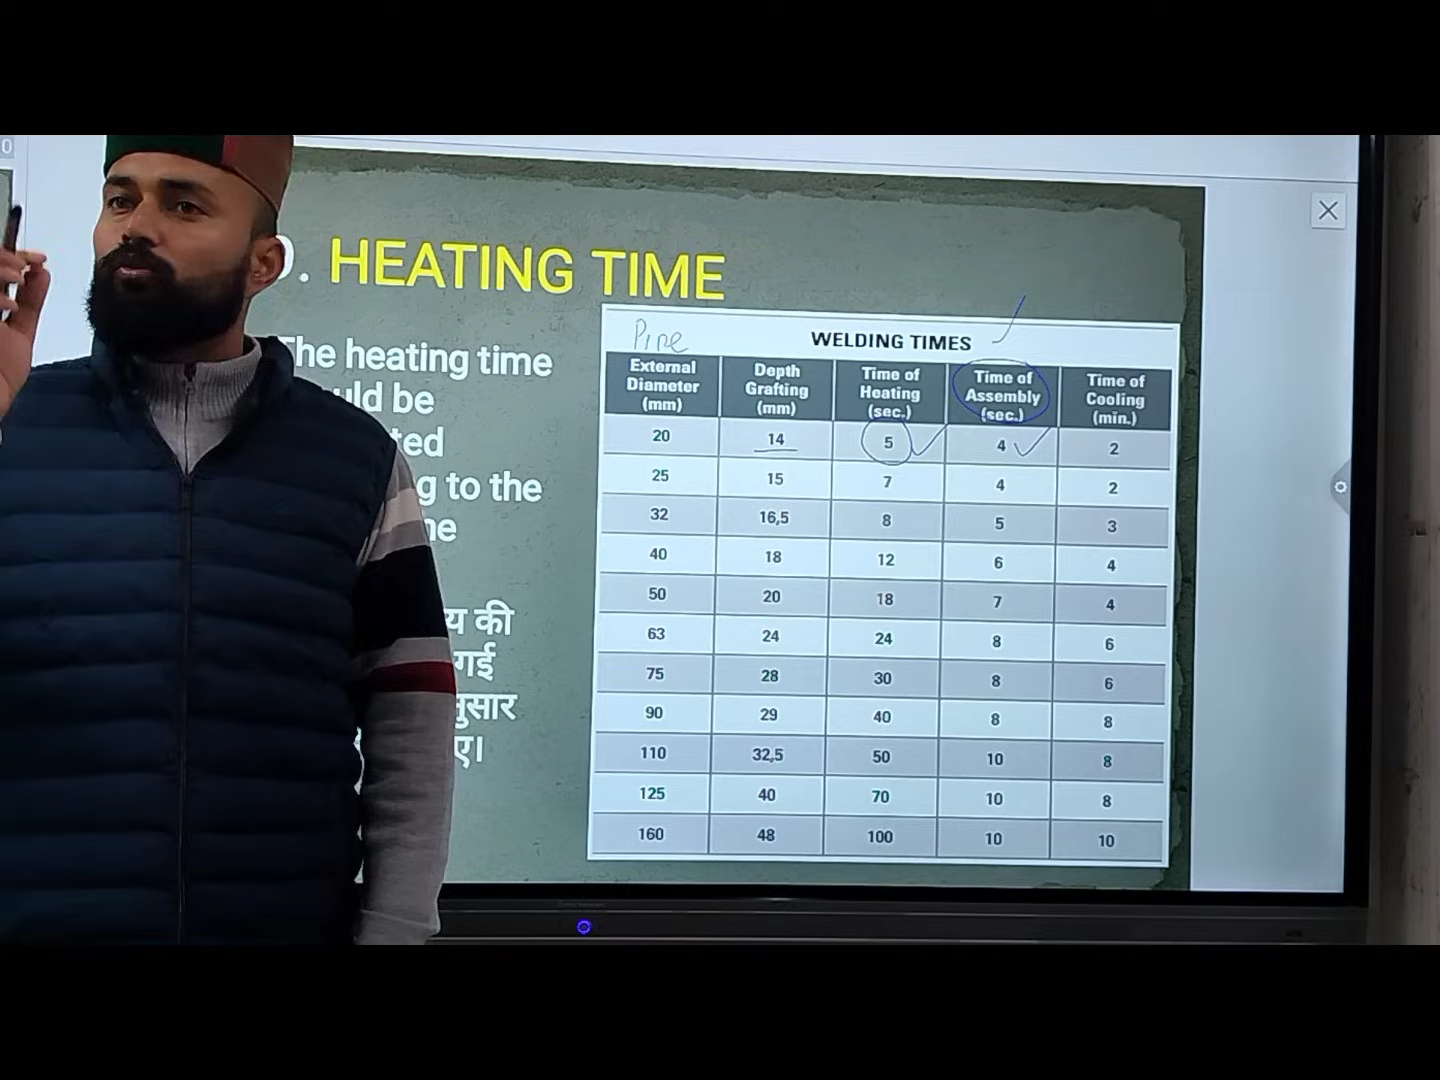 0
. HEATING TIME
The heating time
be
to the
य की
गई
Pipe
WELDING TIMES
External Diameter (mm) Depth Grafting (mm) Time of Heating (sec.) Time of Assembly (sec.) Time of Cooling (min.)
20 14 5 4 2
25 15 7 4 2
32 16,5 8 5 3
40 18 12 6 4
50 20 18 7 4
63 24 24 8 6
75 28 30 8 6
90 29 40 8 8
110 32,5 50 10 8
125 40 70 10 8
160 48 100 10 10